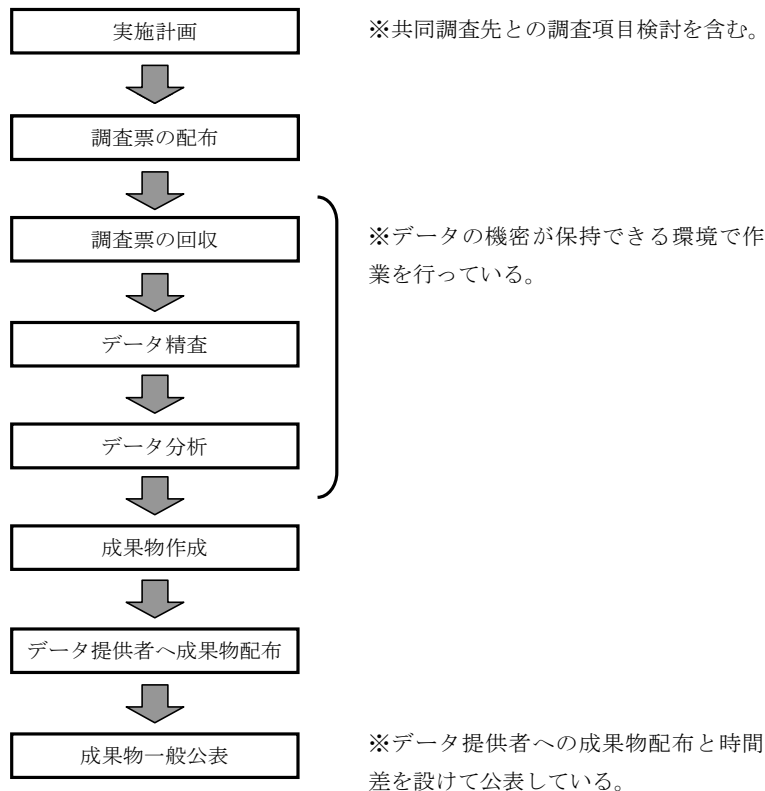 実施計画
※共同調査先との調査項目検討を含む。
調査票の配布
調査票の回収
※データの機密が保持できる環境で作
業を行っている。
データ精査
データ分析
成果物作成
データ提供者へ成果物配布
成果物一般公表
※データ提供者への成果物配布と時間
差を設けて公表している。